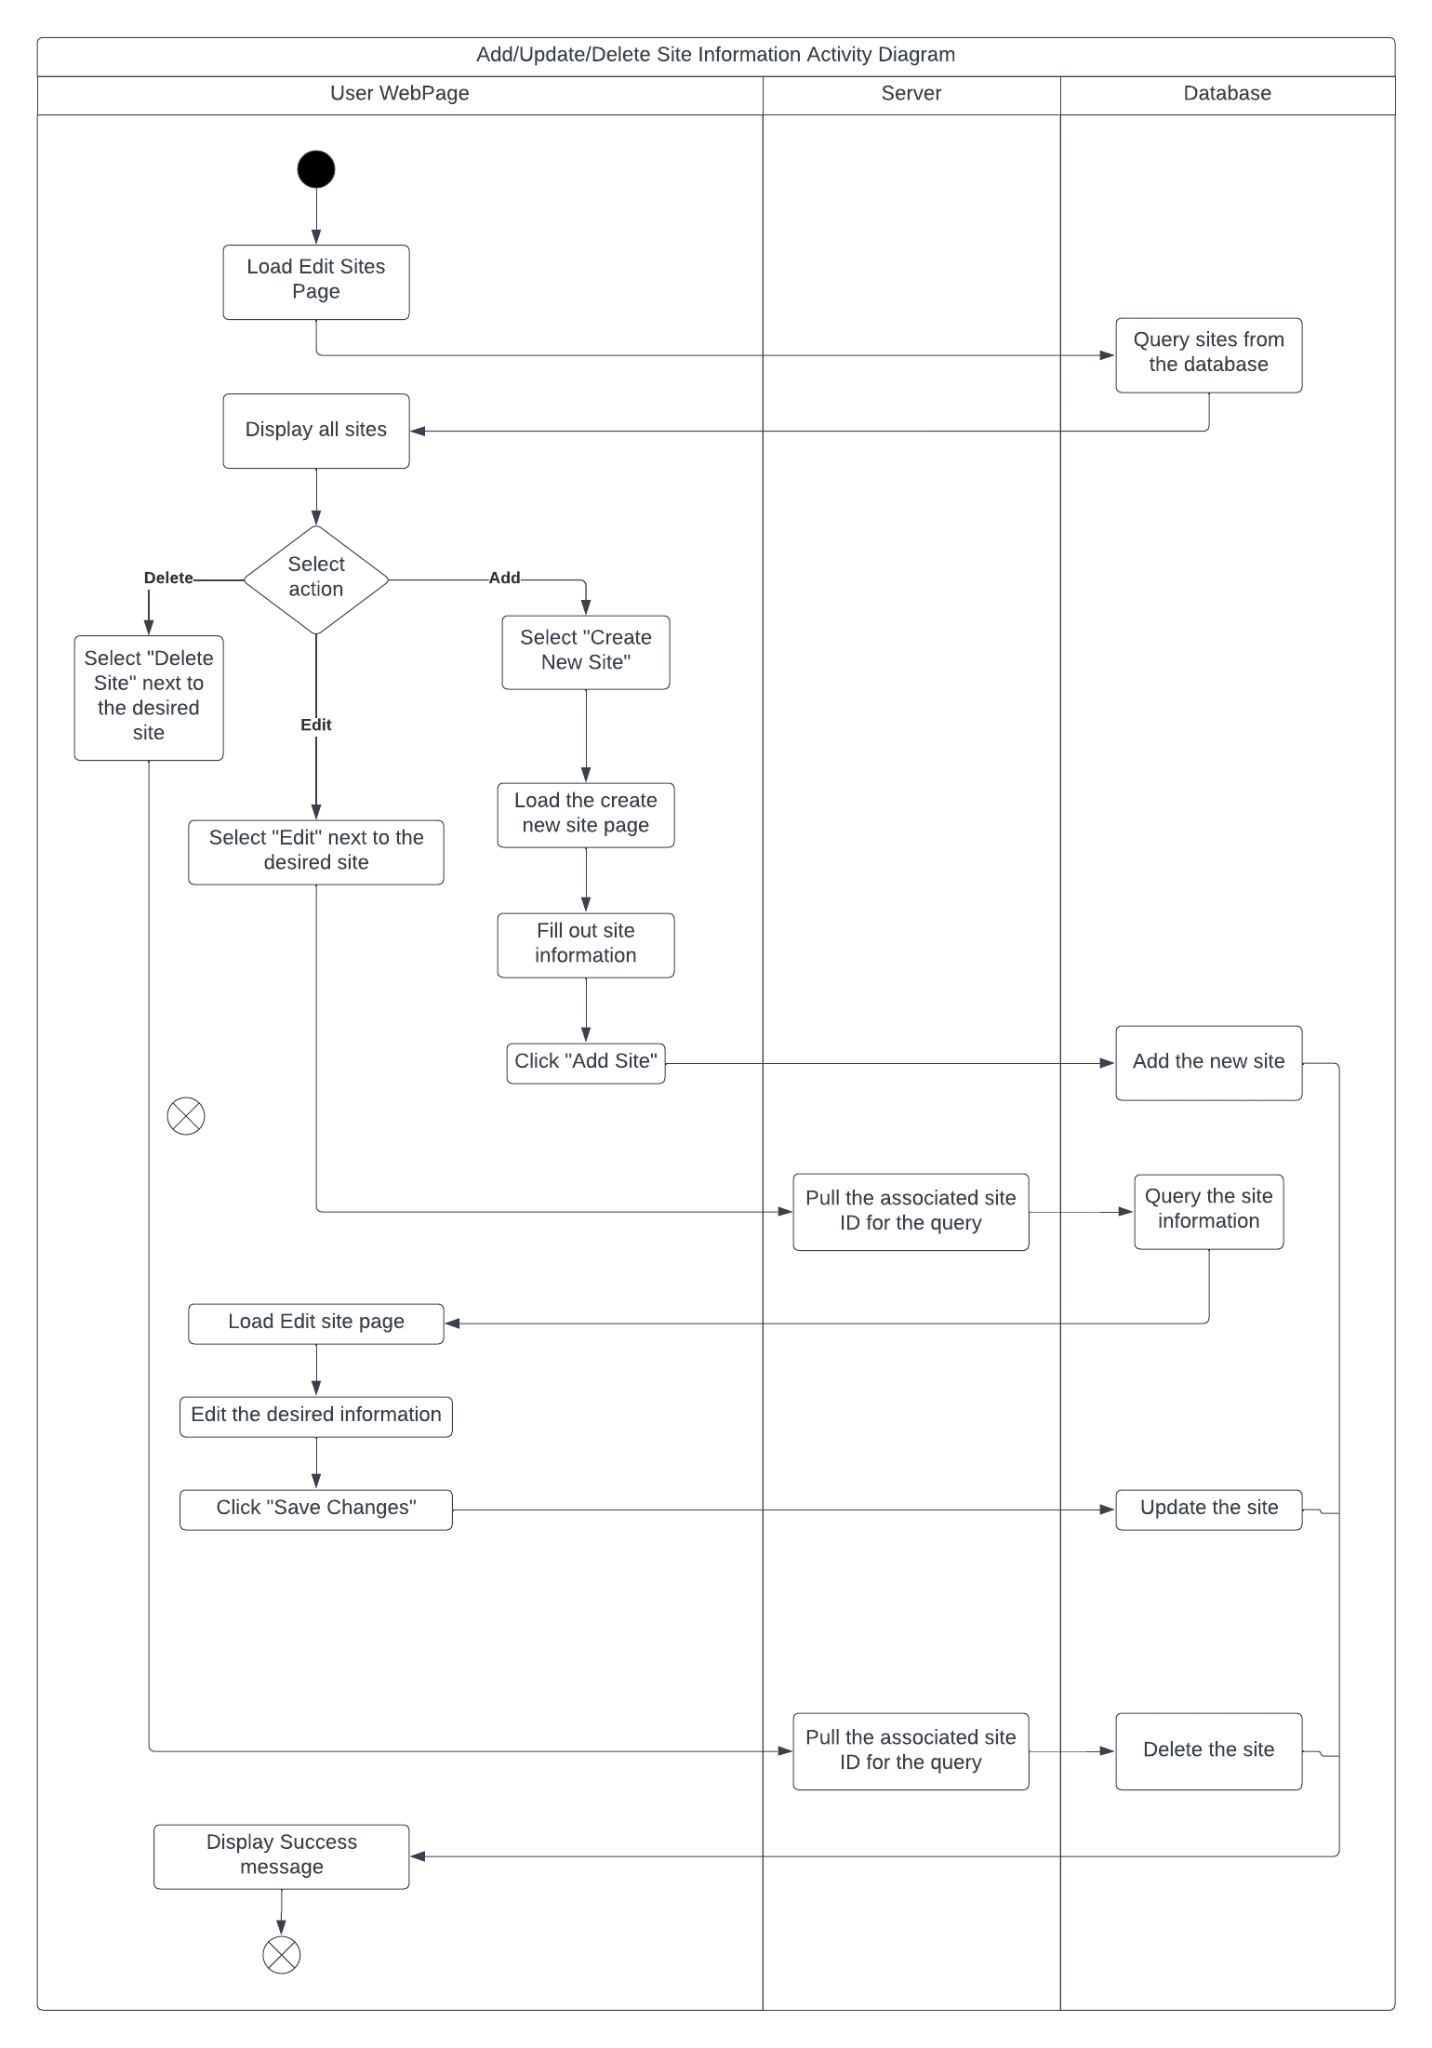 Add/Update/Delete Site Information Activity Diagram
User WebPage
Server
Database
Load Edit Sites
Page
Query sites from
the database
Display all sites
Select
action
Delete
Add
Edit
Select "Create
New Site"
Select "Delete
Site" next to
the desired
site
Load the create
new site page
Select "Edit" next to the
desired site
Fill out site
information
Click "Add Site"
Add the new site
Pull the associated site
ID for the query
Query the site
information
Load Edit site page
Edit the desired information
Click "Save Changes"
Update the site
Pull the associated site
ID for the query
Delete the site
Display Success
message